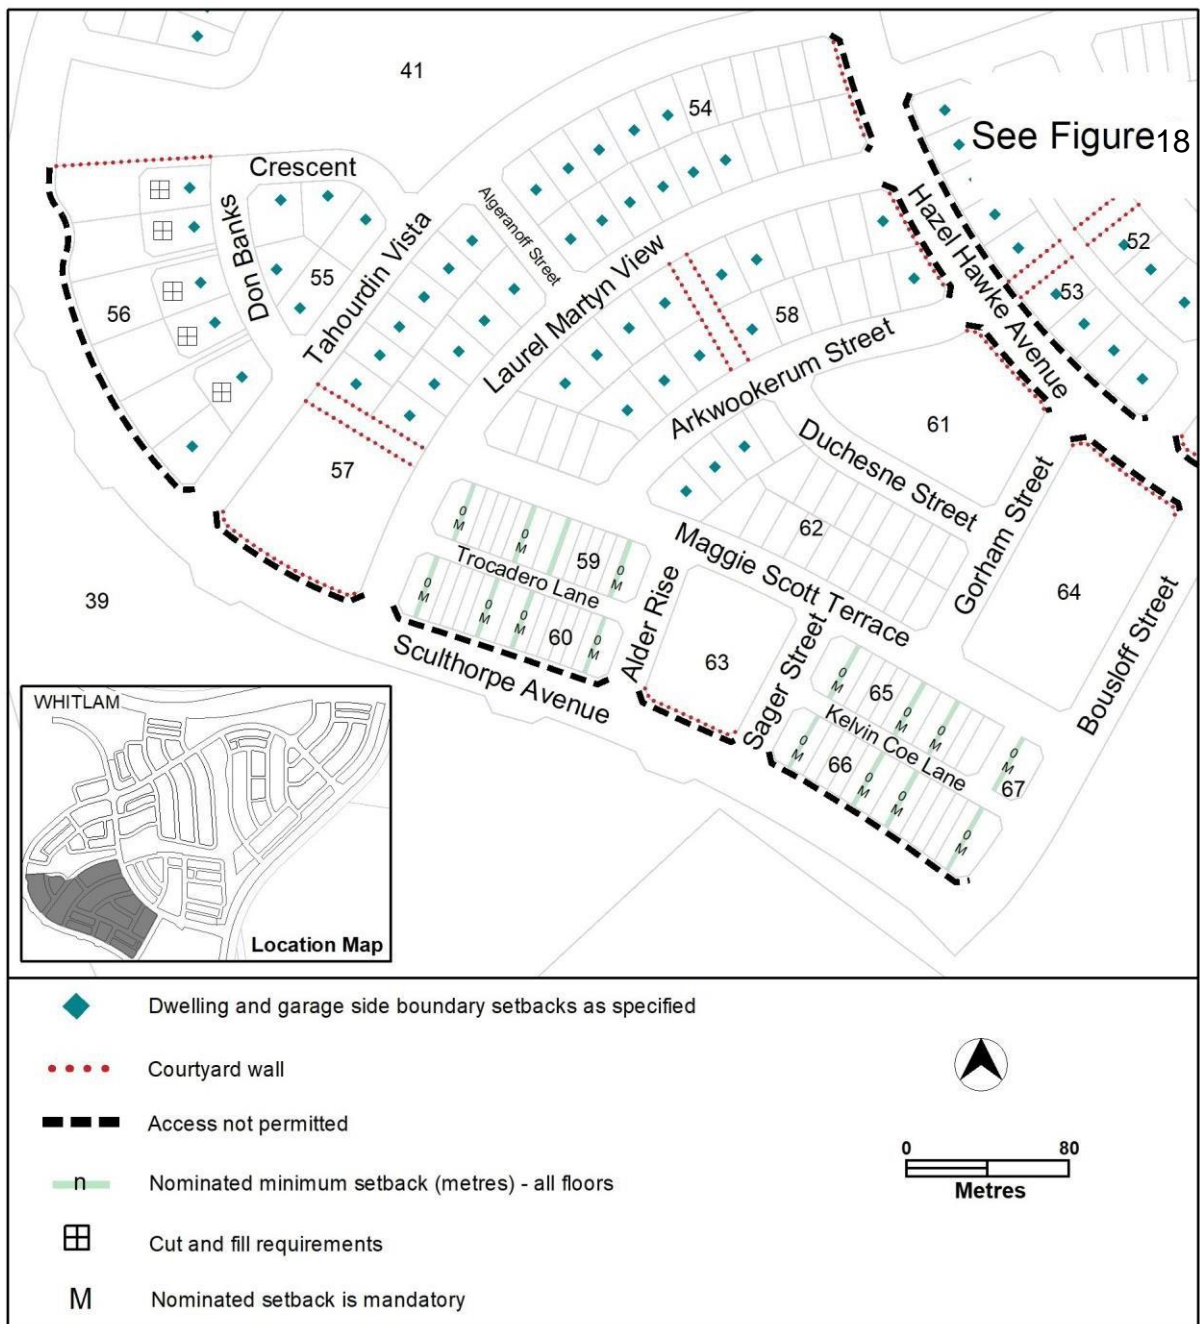 41
54
See Figure 18
Crescent
Don Banks
Tahourdin Vista
Algeranoff Street
Laurel Martyn View
Hazel Hawke Avenue
52
53
55
56
58
Arkwookerum Street
61
Duchesne Street
57
62
Gorham Street
64
Bousloff Street
Maggie Scott Terrace
0 M
0 M
59
0 M
Trocadero Lane
0 M
0 M
0 M
60
0 M
Sculthorpe Avenue
Alder Rise
63
Sager Street
39
0 M
65
0 M
0 M
0 M
67
Kelvin Coe Lane
0 M
66
0 M
0 M
0 M
WHITLAM
Location Map
Dwelling and garage side boundary setbacks as specified
Courtyard wall
Access not permitted
n Nominated minimum setback (metres) - all floors
Cut and fill requirements
M Nominated setback is mandatory
0 80
Metres